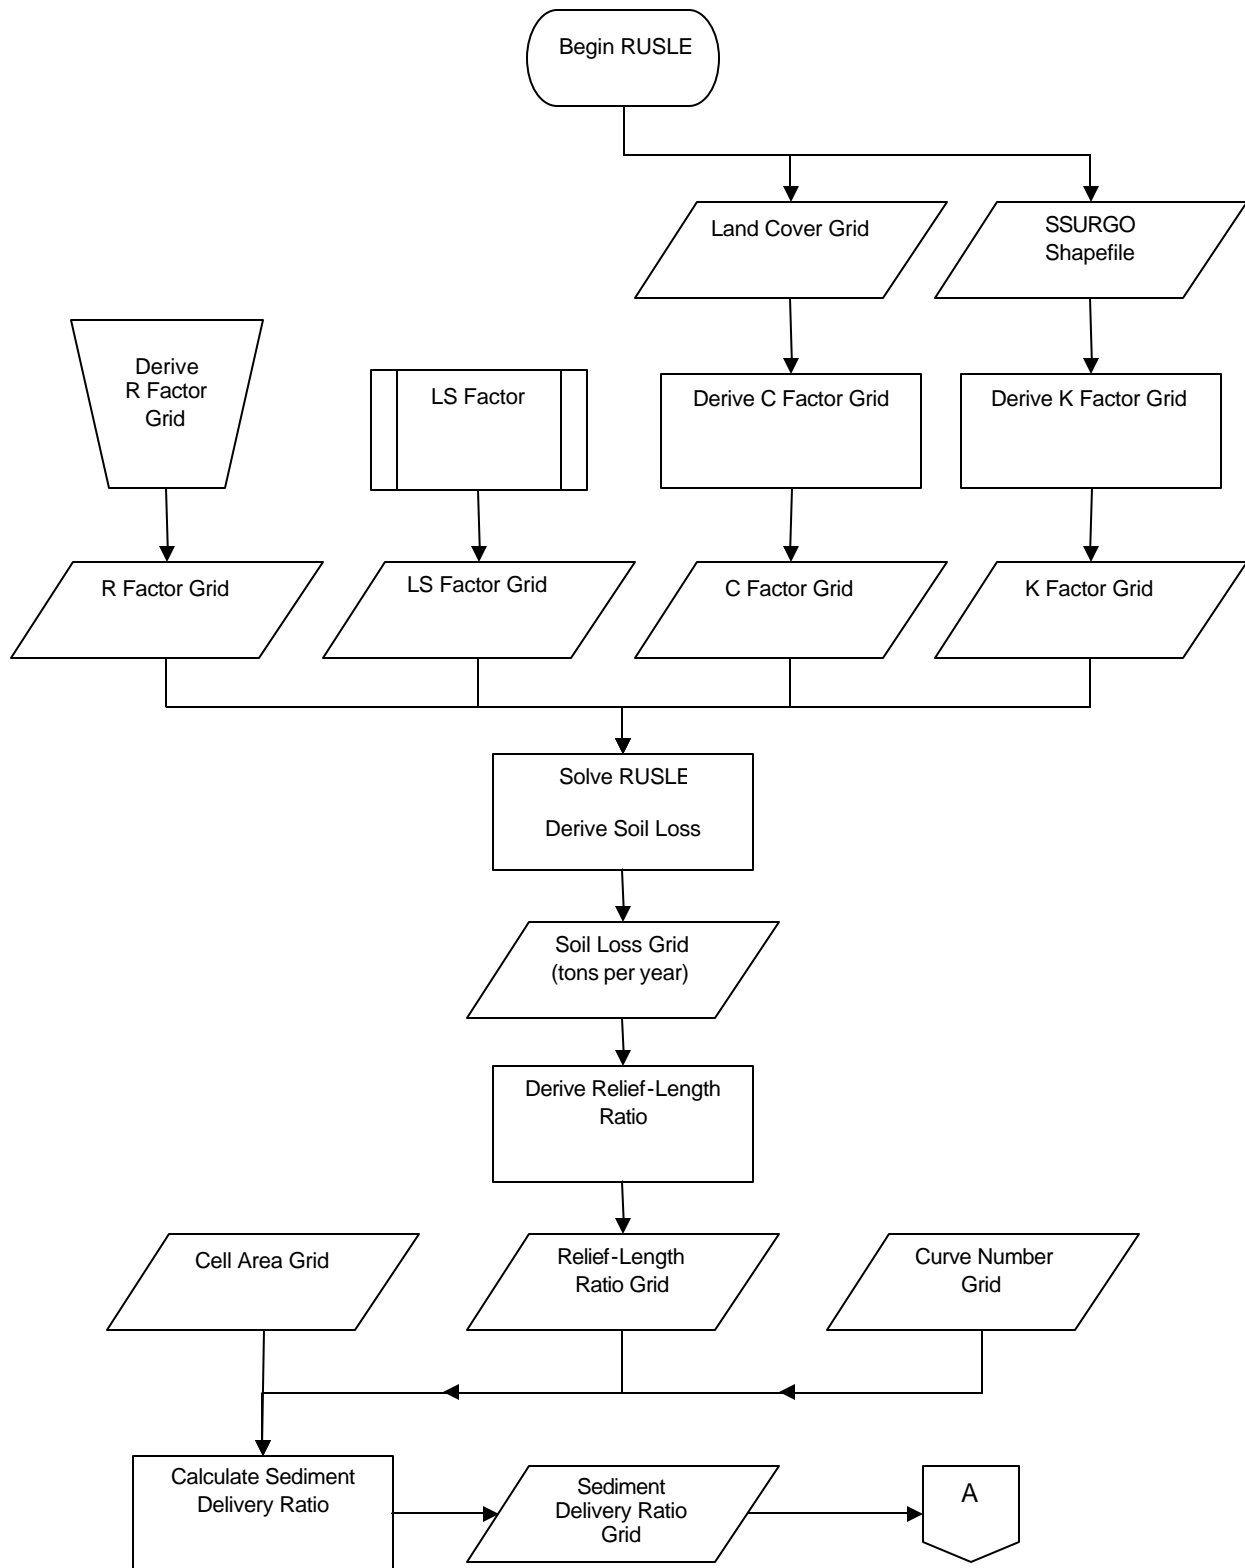 Begin RUSLE
Land Cover Grid
SSURGO
Shapefile
Derive
R Factor
Grid
LS Factor
Derive C Factor Grid
Derive K Factor Grid
R Factor Grid
LS Factor Grid
C Factor Grid
K Factor Grid
Solve RUSLE
Derive Soil Loss
Soil Loss Grid
(tons per year)
Derive Relief-Length
Ratio
Cell Area Grid
Relief-Length
Ratio Grid
Curve Number
Grid
Calculate Sediment
Delivery Ratio
Sediment
Delivery Ratio
Grid
A